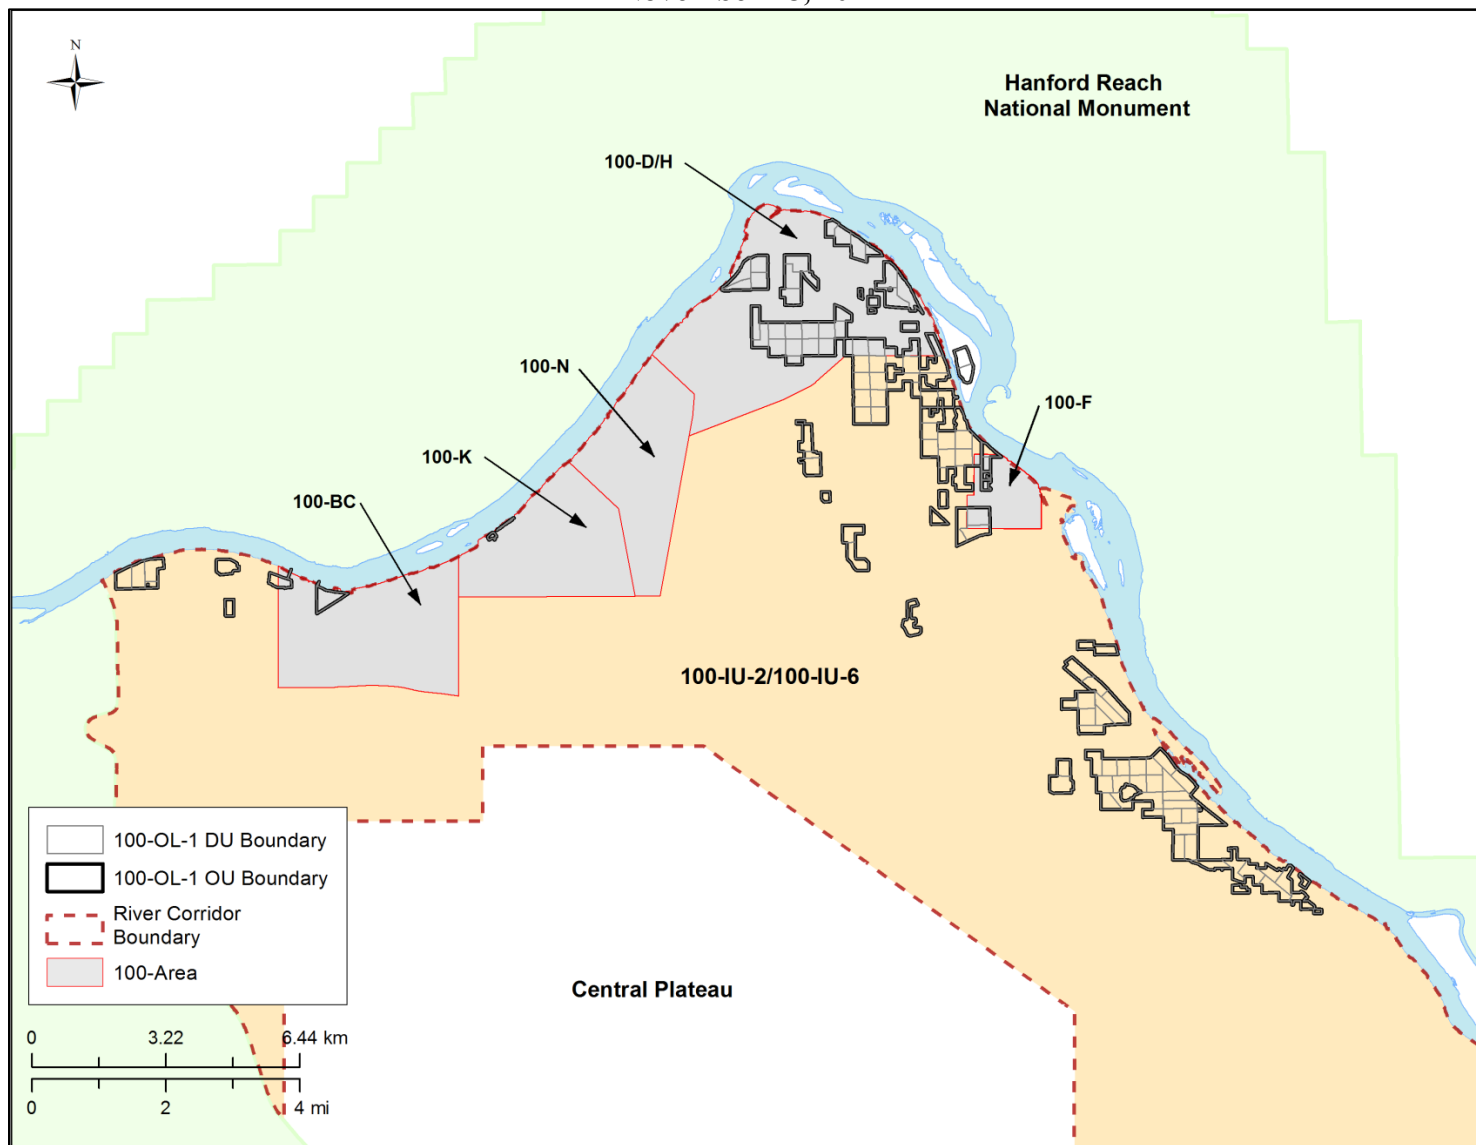 N
Hanford Reach
National Monument
100-D/H
100-N
100-F
100-K
100-BC
100-IU-2/100-IU-6
Central Plateau
100-OL-1 DU Boundary
100-OL-1 OU Boundary
River Corridor
Boundary
100-Area
0 3.22 6.44 km
0 2 4 mi